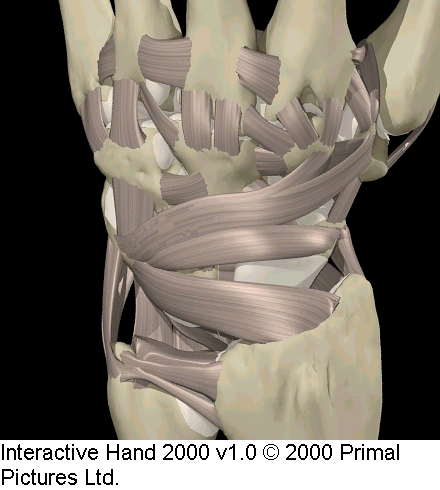 Interactive Hand 2000 v1.0 © 2000 Primal
Pictures Ltd.